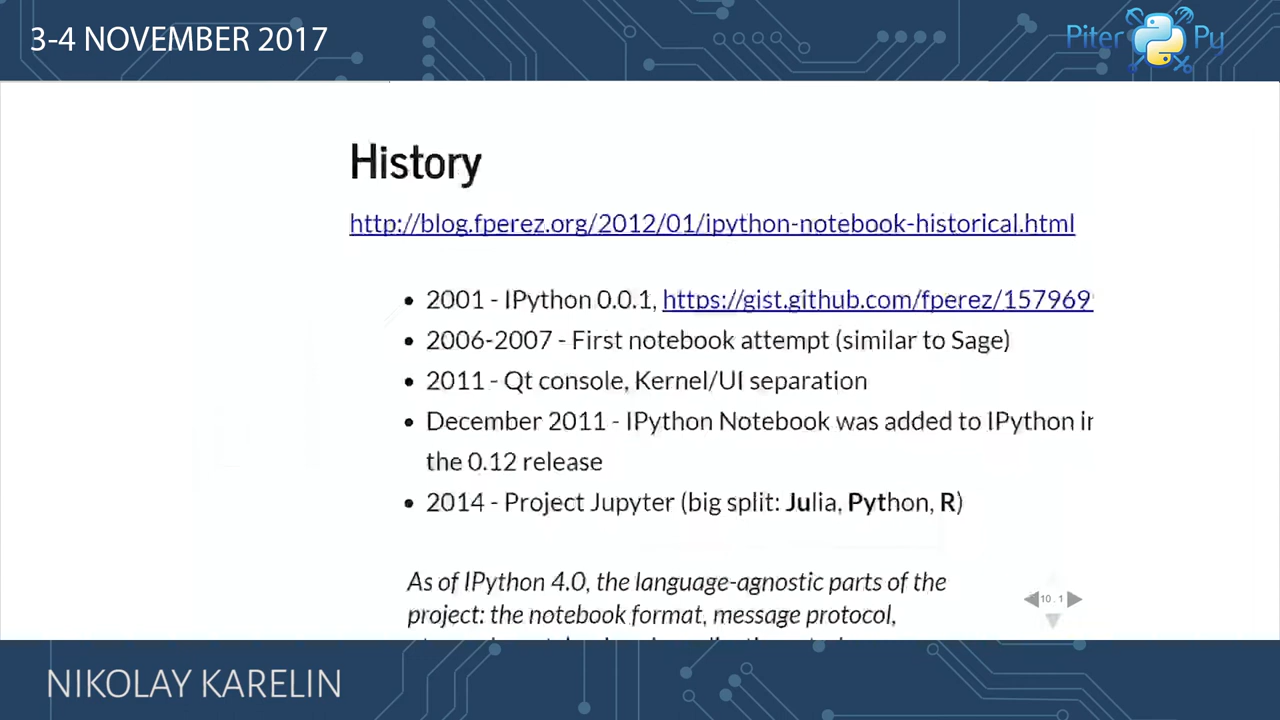 3-4 NOVEMBER 2017
Piter Py
History
http://blog.fperez.org/2012/01/ipython-notebook-historical.html
• 2001 - IPython 0.0.1, https://gist.github.com/fperez/157969
• 2006-2007 - First notebook attempt (similar to Sage)
• 2011 - Qt console, Kernel/UI separation
• December 2011 - IPython Notebook was added to IPython in
the 0.12 release
• 2014 - Project Jupyter (big split: Julia, Python, R)
As of IPython 4.0, the language-agnostic parts of the
project: the notebook format, message protocol,
10.1
NIKOLAY KARELIN